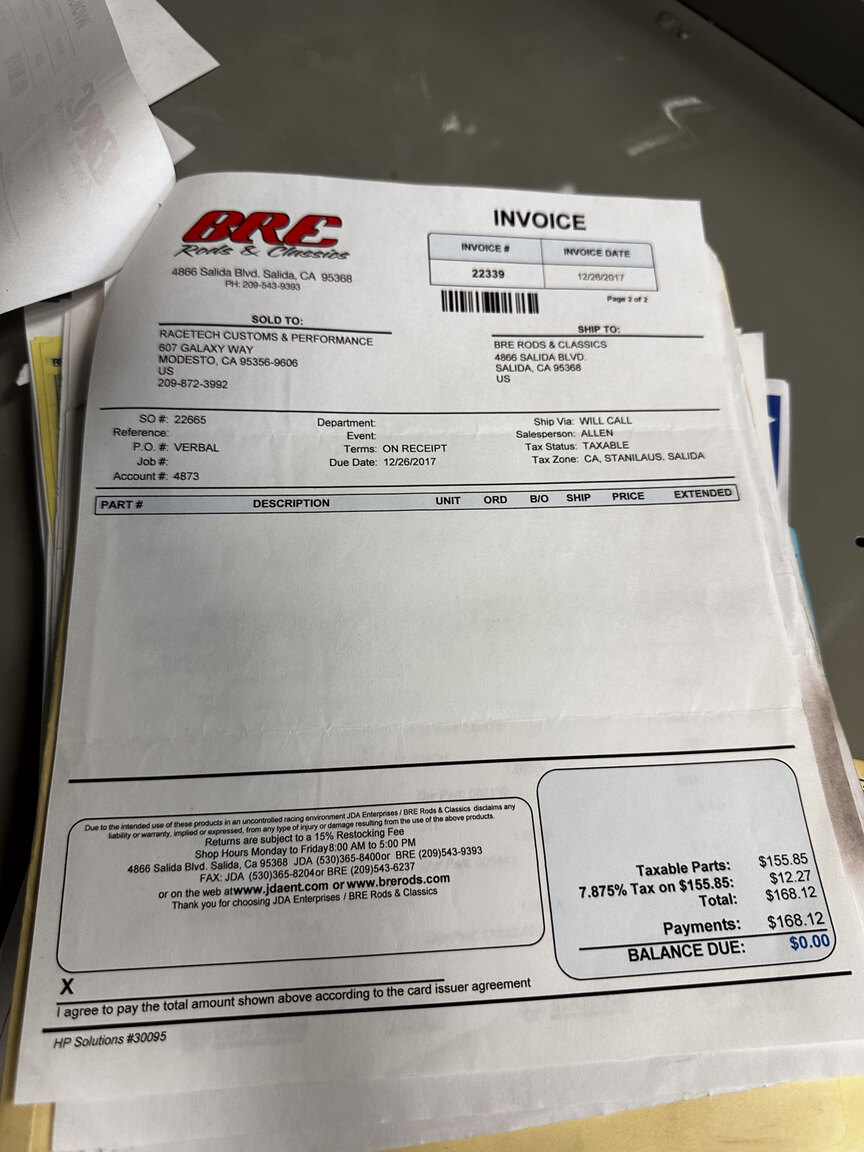 BRE
Rods & Classics
4866 Salida Blvd. Salida, CA 95368
PH: 209-543-9393
INVOICE
INVOICE # INVOICE DATE
22339 12/26/2017
Page 2 of 2
SOLD TO:
RACETECH CUSTOMS & PERFORMANCE
607 GALAXY WAY
MODESTO, CA 95356-9606
US
209-872-3992
SHIP TO:
BRE RODS & CLASSICS
4866 SALIDA BLVD.
SALIDA, CA 95368
US
SO #: 22665
Reference:
P.O. #: VERBAL
Job #:
Account #: 4873
Department:
Event:
Terms: ON RECEIPT
Due Date: 12/26/2017
Ship Via: WILL CALL
Salesperson: ALLEN
Tax Status: TAXABLE
Tax Zone: CA, STANILAUS, SALIDA
PART # DESCRIPTION UNIT ORD B/O SHIP PRICE EXTENDED
Due to the intended use of these products in an uncontrolled racing environment JDA Enterprises / BRE Rods & Classics disclaims any
liability or warranty, implied or expressed, from any type of injury or damage resulting from the use of the above products.
Returns are subject to a 15% Restocking Fee
Shop Hours Monday to Friday8:00 AM to 5:00 PM
4866 Salida Blvd. Salida, Ca 95368 JDA (530)365-8400or BRE (209)543-9393
FAX: JDA (530)365-8204or BRE (209)543-6237
or on the web atwww.jdaent.com or www.brerods.com
Thank you for choosing JDA Enterprises / BRE Rods & Classics
Taxable Parts: $155.85
7.875% Tax on $155.85: $12.27
Total: $168.12
Payments: $168.12
BALANCE DUE: $0.00
X
I agree to pay the total amount shown above according to the card issuer agreement
HP Solutions #30095